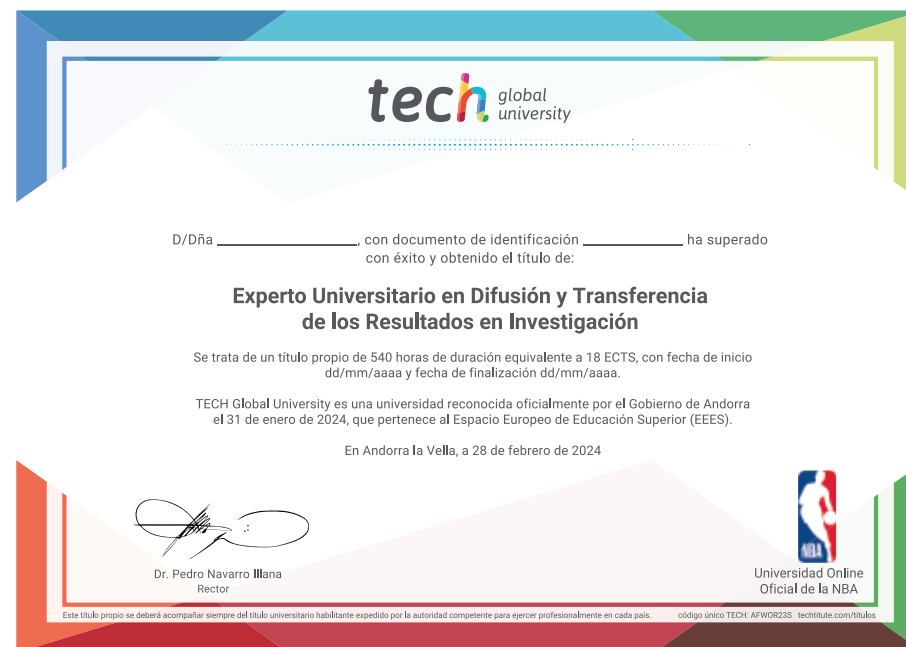 tech global university
D/Dña ____________________, con documento de identificación ______________ ha superado
con éxito y obtenido el título de:
Experto Universitario en Difusión y Transferencia
de los Resultados en Investigación
Se trata de un título propio de 540 horas de duración equivalente a 18 ECTS, con fecha de inicio
dd/mm/aaaa y fecha de finalización dd/mm/aaaa.
TECH Global University es una universidad reconocida oficialmente por el Gobierno de Andorra
el 31 de enero de 2024, que pertenece al Espacio Europeo de Educación Superior (EEES).
En Andorra la Vella, a 28 de febrero de 2024
Dr. Pedro Navarro Illana
Rector
NBA
Universidad Online
Oficial de la NBA
Este título propio se deberá acompañar siempre del título universitario habilitante expedido por la autoridad competente para ejercer profesionalmente en cada país. código único TECH: AFWOR23S techtitute.com/titulos